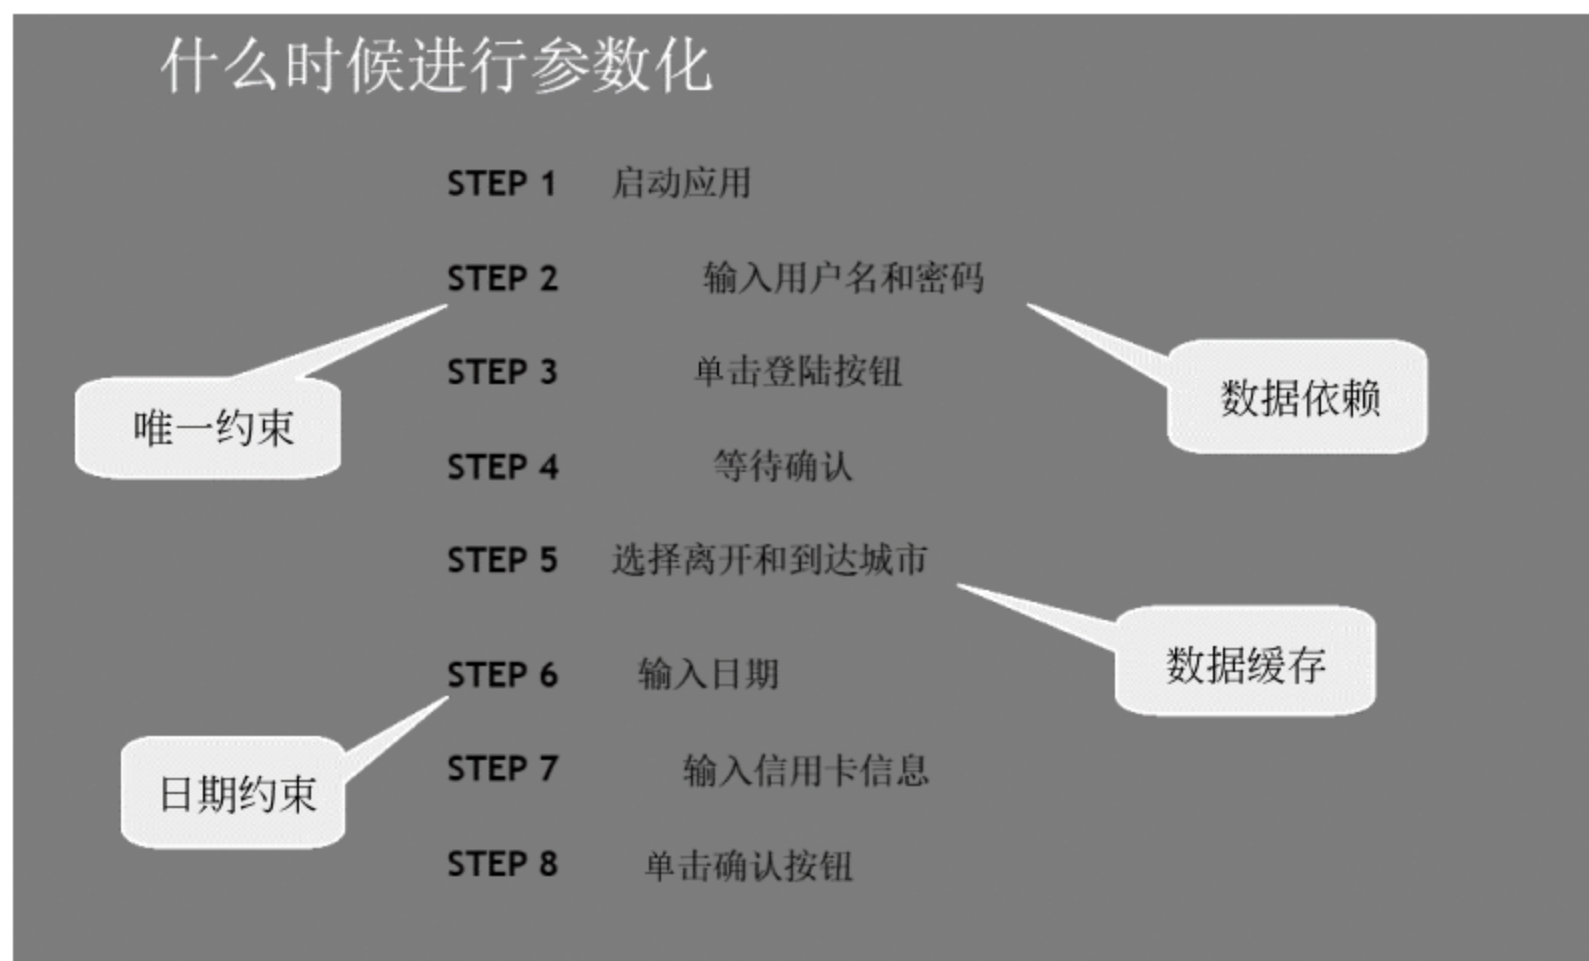 什么时候进行参数化
STEP 1 启动应用
STEP 2 输入用户名和密码
STEP 3 单击登陆按钮
数据依赖
唯一约束
STEP 4 等待确认
STEP 5 选择离开和到达城市
STEP 6 输入日期
数据缓存
STEP 7 输入信用卡信息
日期约束
STEP 8 单击确认按钮